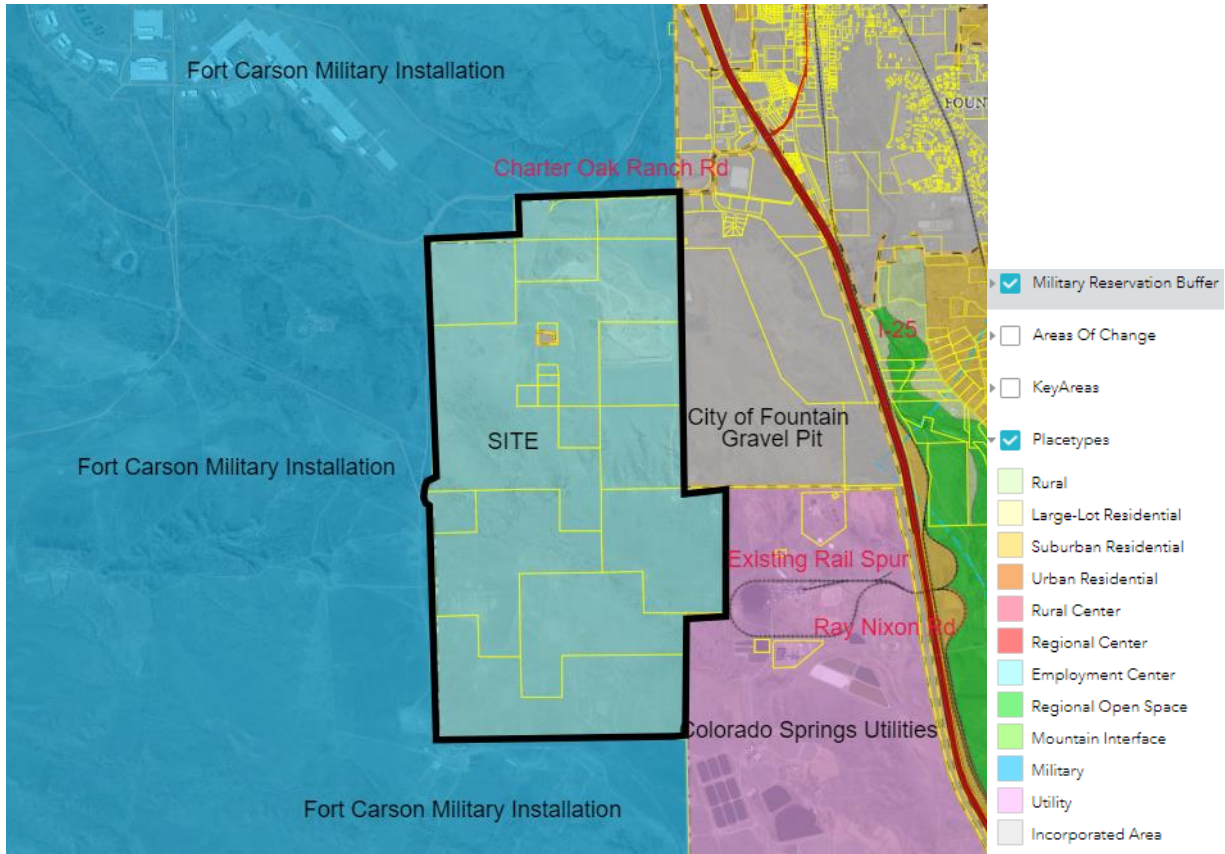 Fort Carson Military Installation
FOUN
Charter Oak Ranch Rd
I-25
City of Fountain
Gravel Pit
SITE
Fort Carson Military Installation
Existing Rail Spur
Ray Nixon Rd
Colorado Springs Utilities
Fort Carson Military Installation
Military Reservation Buffer
Areas Of Change
KeyAreas
Placetypes
Rural
Large-Lot Residential
Suburban Residential
Urban Residential
Rural Center
Regional Center
Employment Center
Regional Open Space
Mountain Interface
Military
Utility
Incorporated Area